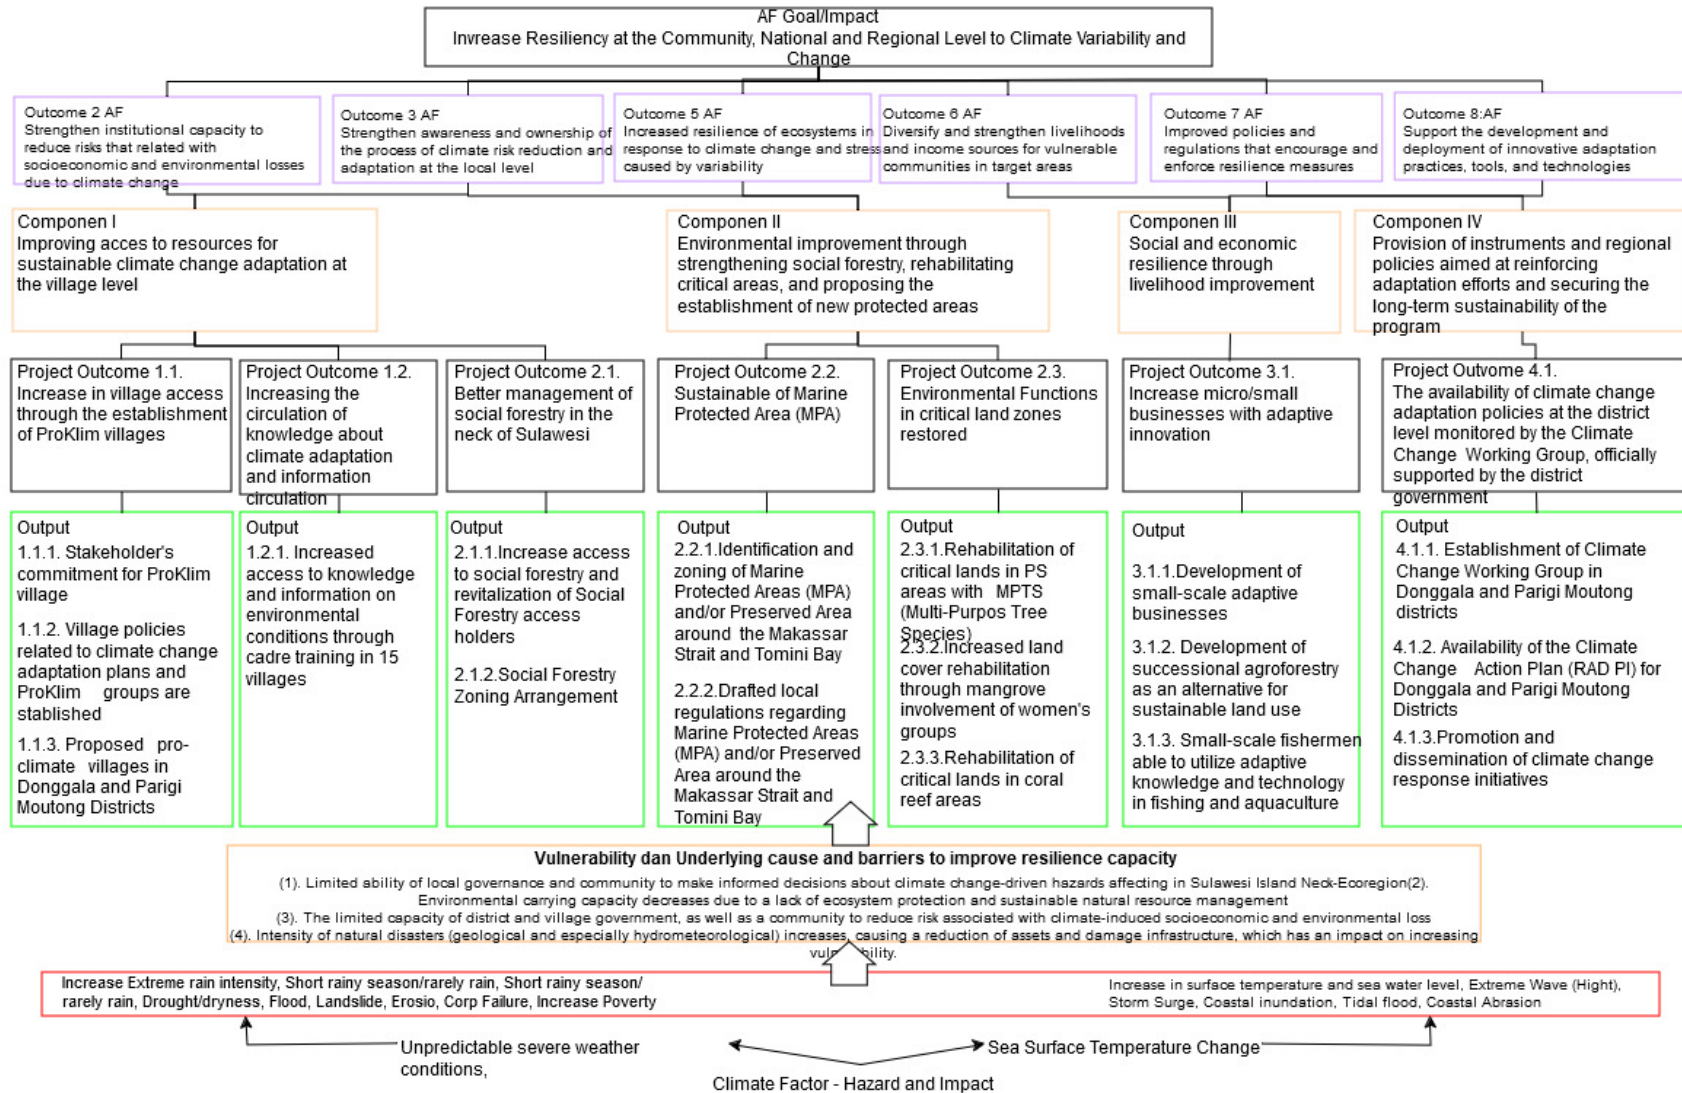 AF Goal/Impact
Invrease Resiliency at the Community, National and Regional Level to Climate Variability and
Change
Outcome 2 AF
Strengthen institutional capacity to
reduce risks that related with
socioeconomic and environmental losses
due to climate change
Outcome 3 AF
Strengthen awareness and ownership of
the process of climate risk reduction and
adaptation at the local level
Outcome 5 AF
Increased resilience of ecosystems in
response to climate change and stress
caused by variability
Outcome 6 AF
Diversify and strengthen livelihoods
and income sources for vulnerable
communities in target areas
Outcome 7 AF
Improved policies and
regulations that encourage and
enforce resilience measures
Outcome 8:AF
Support the development and
deployment of innovative adaptation
practices, tools, and technologies
Componen I
Improving acces to resources for
sustainable climate change adaptation at
the village level
Componen II
Environmental improvement through
strengthening social forestry, rehabilitating
critical areas, and proposing the
establishment of new protected areas
Componen III
Social and economic
resilience through
livelihood improvement
Componen IV
Provision of instruments and regional
policies aimed at reinforcing
adaptation efforts and securing the
long-term sustainability of the
program
Project Outcome 1.1.
Increase in village access
through the establishment
of ProKlim villages
Project Outcome 1.2.
Increasing the
circulation of
knowledge about
climate adaptation
and information
circulation
Project Outcome 2.1.
Better management of
social forestry in the
neck of Sulawesi
Project Outcome 2.2.
Sustainable of Marine
Protected Area (MPA)
Project Outcome 2.3.
Environmental Functions
in critical land zones
restored
Project Outcome 3.1.
Increase micro/small
businesses with adaptive
innovation
Project Outvome 4.1.
The availability of climate change
adaptation policies at the district
level monitored by the Climate
Change Working Group, officially
supported by the district
government
Output
1.1.1. Stakeholder's
commitment for ProKlim
village
1.1.2. Village policies
related to climate change
adaptation plans and
ProKlim groups are
stablished
1.1.3. Proposed pro-
climate villages in
Donggala and Parigi
Moutong Districts
Output
1.2.1. Increased
access to knowledge
and information on
environmental
conditions through
cadre training in 15
villages
Output
2.1.1.Increase access
to social forestry and
revitalization of Social
Forestry access
holders
2.1.2.Social Forestry
Zoning Arrangement
Output
2.2.1.Identification and
zoning of Marine
Protected Areas (MPA)
and/or Preserved Area
around the Makassar
Strait and Tomini Bay
2.2.2.Drafted local
regulations regarding
Marine Protected Areas
(MPA) and/or Preserved
Area around the
Makassar Strait and
Tomini Bay
Output
2.3.1.Rehabilitation of
critical lands in PS
areas with MPTS
(Multi-Purpos Tree
Species)
2.3.2.Increased land
cover rehabilitation
through mangrove
involvement of women's
groups
2.3.3.Rehabilitation of
critical lands in coral
reef areas
Output
3.1.1.Development of
small-scale adaptive
businesses
3.1.2. Development of
successional agroforestry
as an alternative for
sustainable land use
3.1.3. Small-scale fishermen
able to utilize adaptive
knowledge and technology
in fishing and aquaculture
Output
4.1.1. Establishment of Climate
Change Working Group in
Donggala and Parigi Moutong
districts
4.1.2. Availability of the Climate
Change Action Plan (RAD PI) for
Donggala and Parigi Moutong
Districts
4.1.3.Promotion and
dissemination of climate change
response initiatives
Vulnerability dan Underlying cause and barriers to improve resilience capacity
(1). Limited ability of local governance and community to make informed decisions about climate change-driven hazards affecting in Sulawesi Island Neck-Ecoregion(2).
Environmental carrying capacity decreases due to a lack of ecosystem protection and sustainable natural resource management
(3). The limited capacity of district and village government, as well as a community to reduce risk associated with climate-induced socioeconomic and environmental loss
(4). Intensity of natural disasters (geological and especially hydrometeorological) increases, causing a reduction of assets and damage infrastructure, which has an impact on increasing
vulnerability.
Increase Extreme rain intensity, Short rainy season/rarely rain, Short rainy season/
rarely rain, Drought/dryness, Flood, Landslide, Erosio, Corp Failure, Increase Poverty
Increase in surface temperature and sea water level, Extreme Wave (Hight),
Storm Surge, Coastal inundation, Tidal flood, Coastal Abrasion
Unpredictable severe weather
conditions,
Sea Surface Temperature Change
Climate Factor - Hazard and Impact